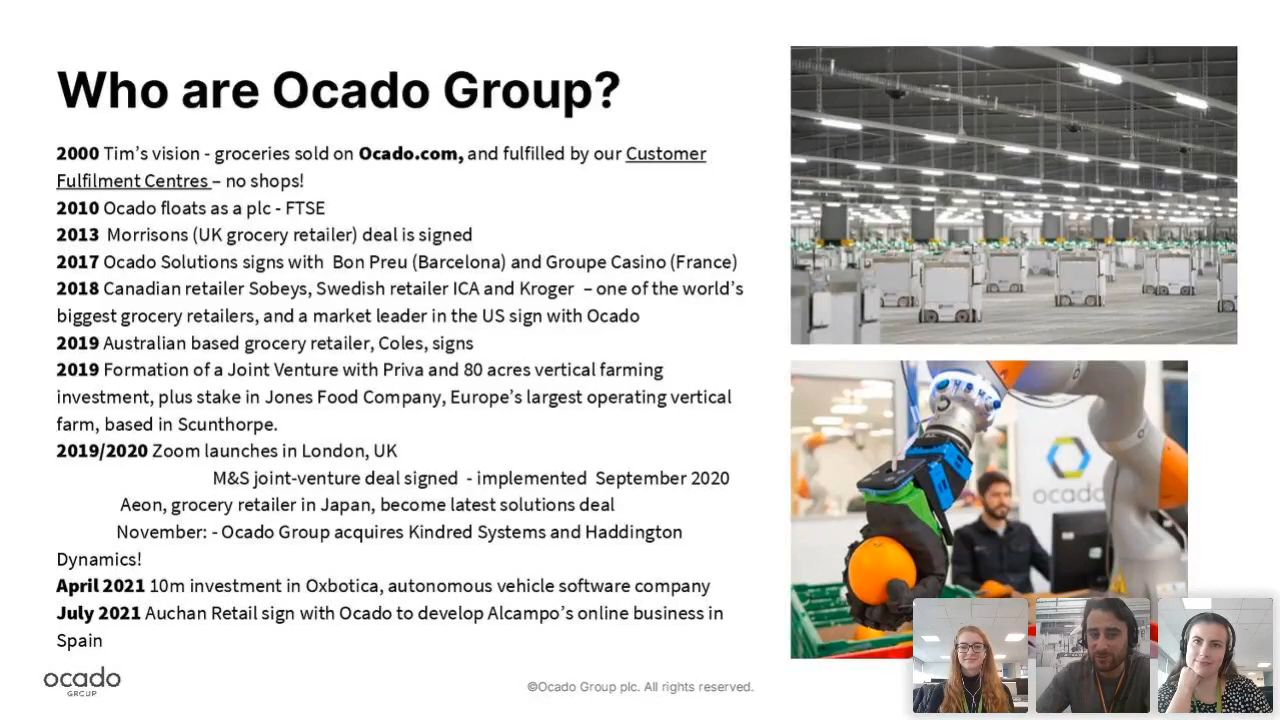 Who are Ocado Group?
2000 Tim's vision - groceries sold on Ocado.com, and fulfilled by our Customer
Fulfilment Centres – no shops!
2010 Ocado floats as a plc - FTSE
2013 Morrisons (UK grocery retailer) deal is signed
2017 Ocado Solutions signs with Bon Preu (Barcelona) and Groupe Casino (France)
2018 Canadian retailer Sobeys, Swedish retailer ICA and Kroger – one of the world's
biggest grocery retailers, and a market leader in the US sign with Ocado
2019 Australian based grocery retailer, Coles, signs
2019 Formation of a Joint Venture with Priva and 80 acres vertical farming
investment, plus stake in Jones Food Company, Europe's largest operating vertical
farm, based in Scunthorpe.
2019/2020 Zoom launches in London, UK
M&S joint-venture deal signed - implemented September 2020
Aeon, grocery retailer in Japan, become latest solutions deal
November: - Ocado Group acquires Kindred Systems and Haddington
Dynamics!
April 2021 10m investment in Oxbotica, autonomous vehicle software company
July 2021 Auchan Retail sign with Ocado to develop Alcampo's online business in
Spain
ocado
GROUP
©Ocado Group plc. All rights reserved.
ocado